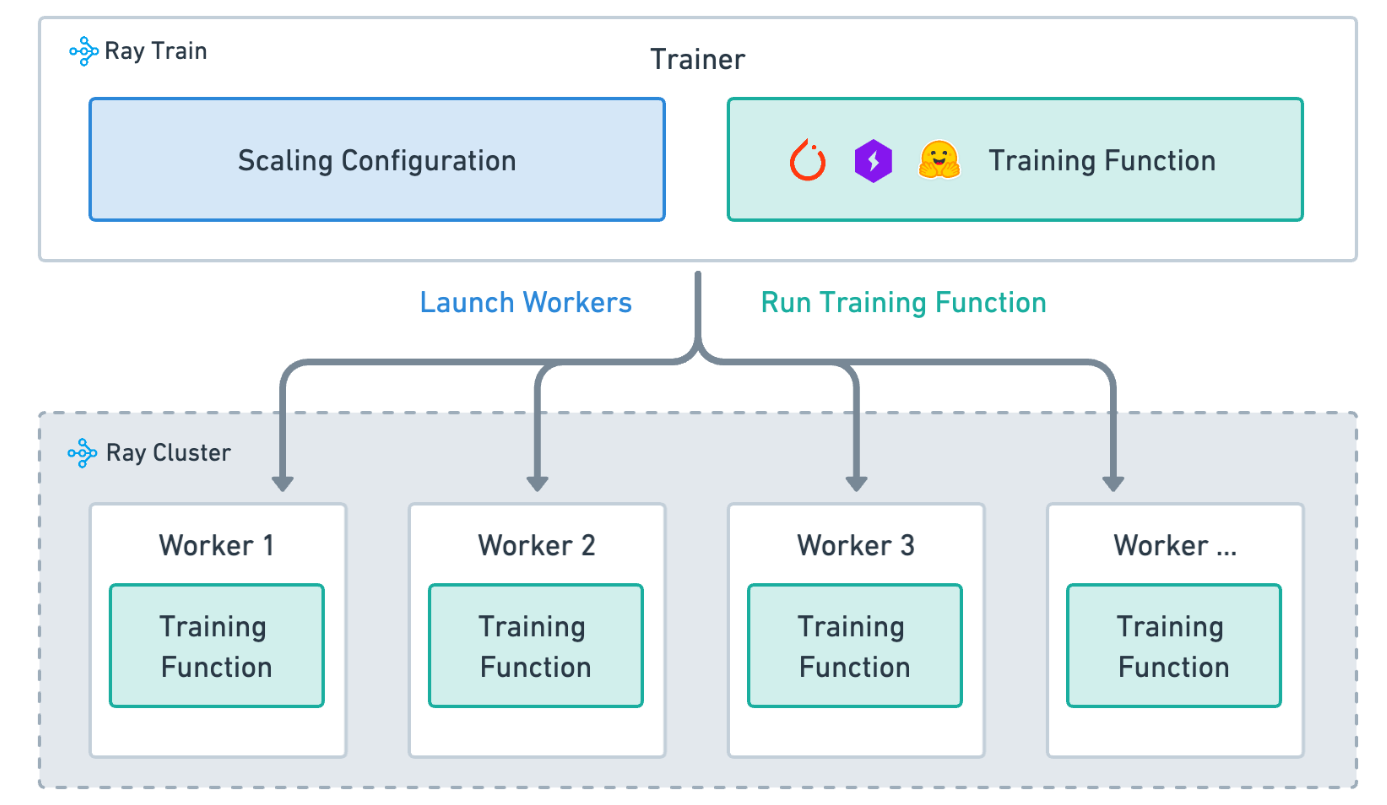 Ray Train
Trainer
Scaling Configuration
Training Function
Launch Workers
Run Training Function
Ray Cluster
Worker 1
Training
Function
Worker 2
Training
Function
Worker 3
Training
Function
Worker ...
Training
Function